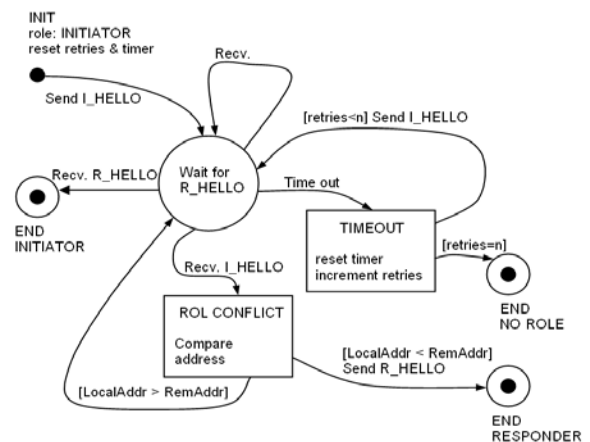 INIT
role: INITIATOR
reset retries & timer
Recv.
Send I_HELLO
[retries<n] Send I_HELLO
Recv. R_HELLO
Wait for
R_HELLO
Time out
END
INITIATOR
TIMEOUT
reset timer
increment retries
[retries=n]
Recv. I_HELLO
END
NO ROLE
ROL CONFLICT
Compare
address
[LocalAddr < RemAddr]
Send R_HELLO
[LocalAddr > RemAddr]
END
RESPONDER